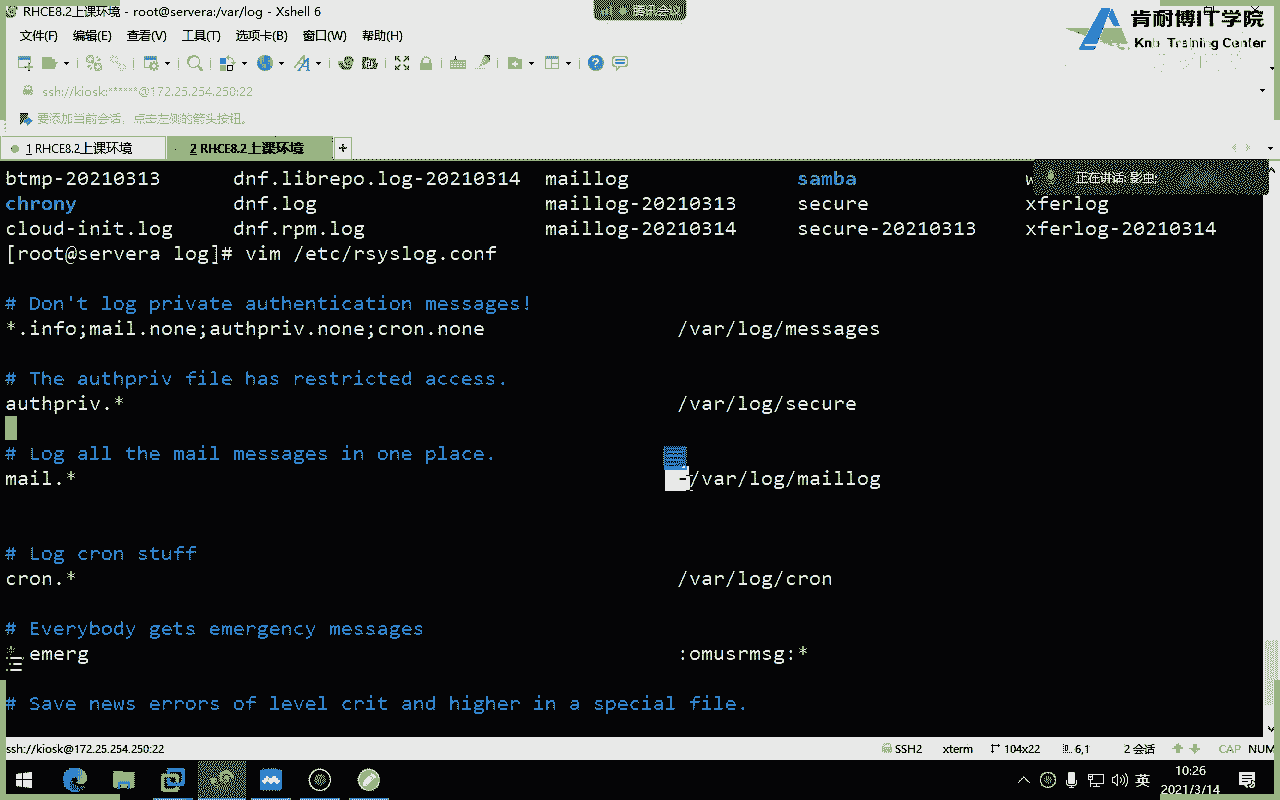 RHCE8.2上课环境 - root@servera:/var/log - Xshell 6
肯耐博IT学院
Training Center
文件(F) 编辑(E) 查看(V) 工具(T) 选项卡(B) 窗口(W) 帮助(H)
ssh://kiosk:******@172.25.254.250:22
要添加当前会话，点击左侧的箭头按钮。
1 RHCE8.2上课环境 2 RHCE8.2上课环境 +
正在讲话:
btmp-20210313 dnf.librepo.log-20210314 maillog samba
chrony dnf.log maillog-20210313 secure xferlog
cloud-init.log dnf.rpm.log maillog-20210314 secure-20210313 xferlog-20210314
[root@servera log]# vim /etc/rsyslog.conf
# Don't log private authentication messages!
*.info;mail.none;authpriv.none;cron.none /var/log/messages
# The authpriv file has restricted access.
authpriv.* /var/log/secure
# Log all the mail messages in one place.
mail.* -/var/log/maillog
# Log cron stuff
cron.* /var/log/cron
# Everybody gets emergency messages
*.emerg :omusrmsg:*
# Save news errors of level crit and higher in a special file.
ssh://kiosk@172.25.254.250:22 SSH2 xterm 104x22 6,1 2 会话 CAP NUM
英 10:26
2021/3/14